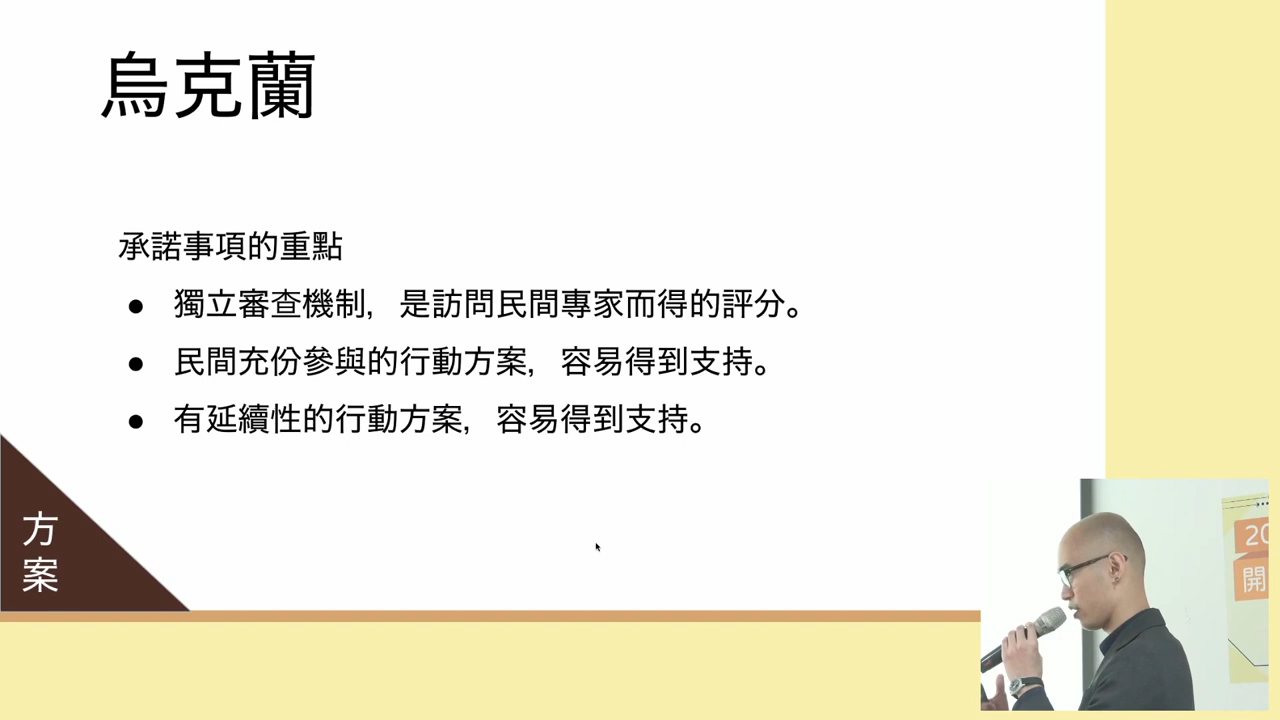 烏克蘭
承諾事項的重點
● 獨立審查機制，是訪問民間專家而得的評分。
● 民間充份參與的行動方案，容易得到支持。
● 有延續性的行動方案，容易得到支持。
方
案
20
開